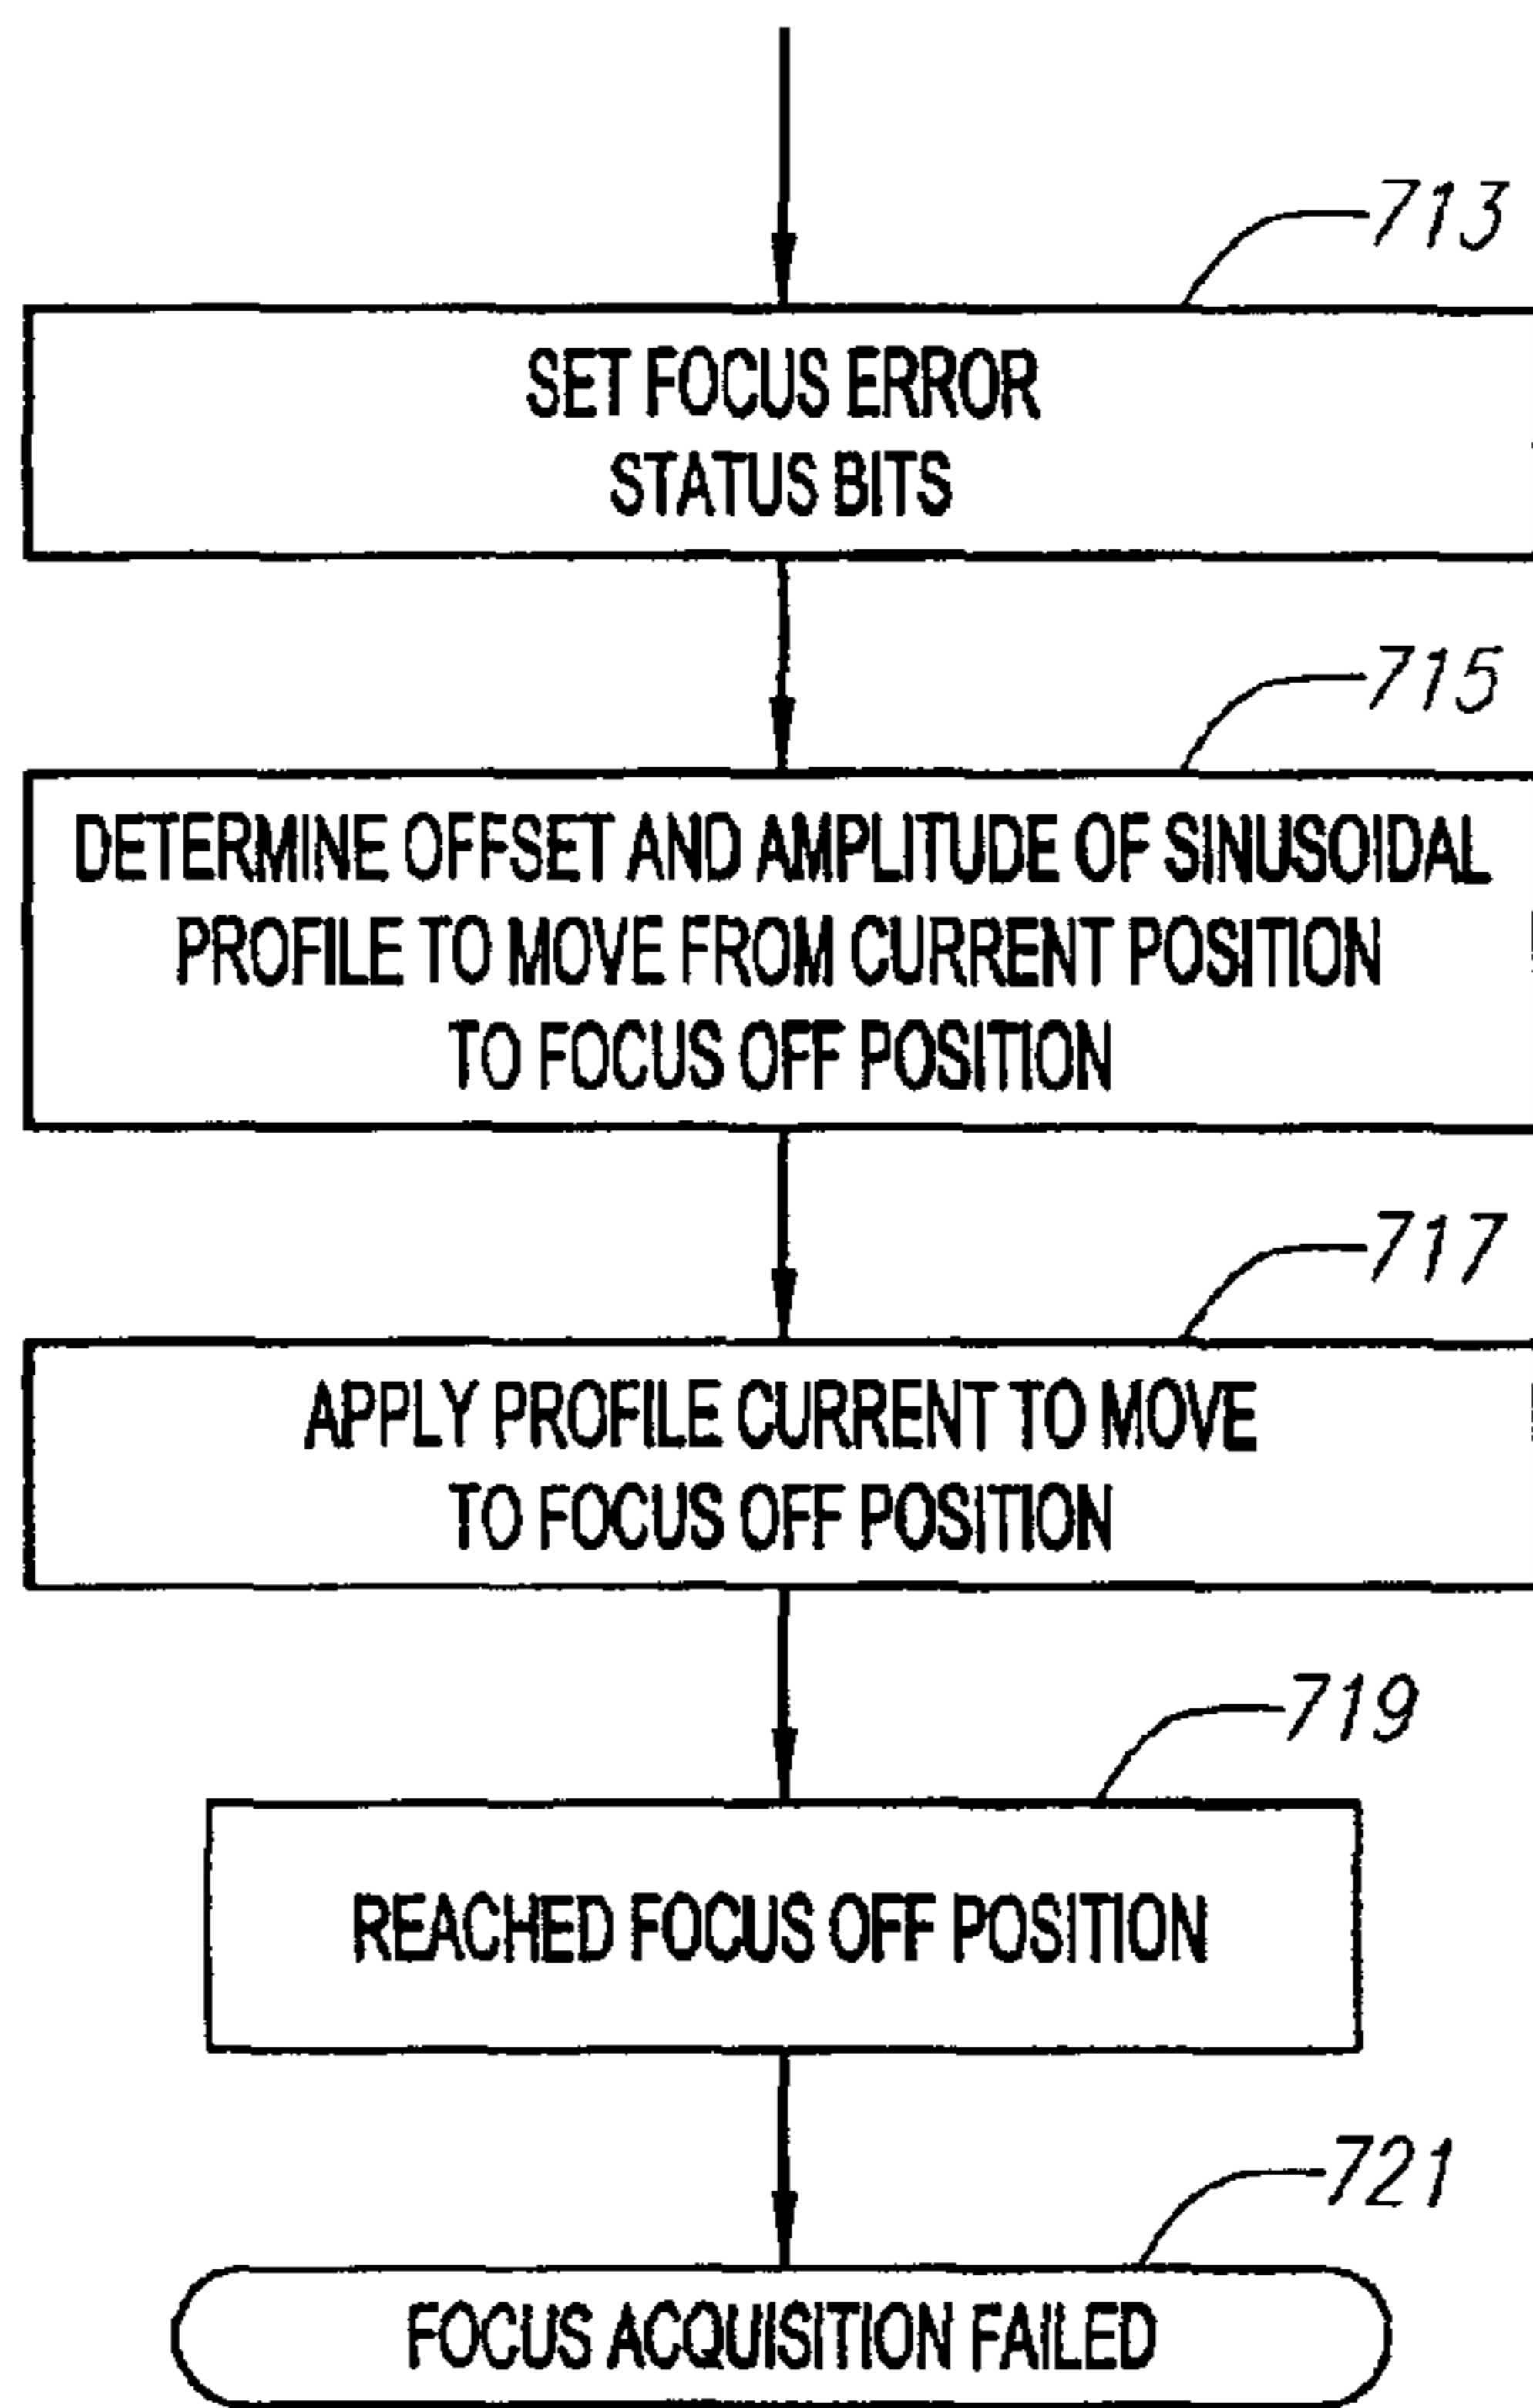 713
SET FOCUS ERROR
STATUS BITS
715
DETERMINE OFFSET AND AMPLITUDE OF SINUSOIDAL
PROFILE TO MOVE FROM CURRENT POSITION
TO FOCUS OFF POSITION
717
APPLY PROFILE CURRENT TO MOVE
TO FOCUS OFF POSITION
719
REACHED FOCUS OFF POSITION
721
FOCUS ACQUISITION FAILED